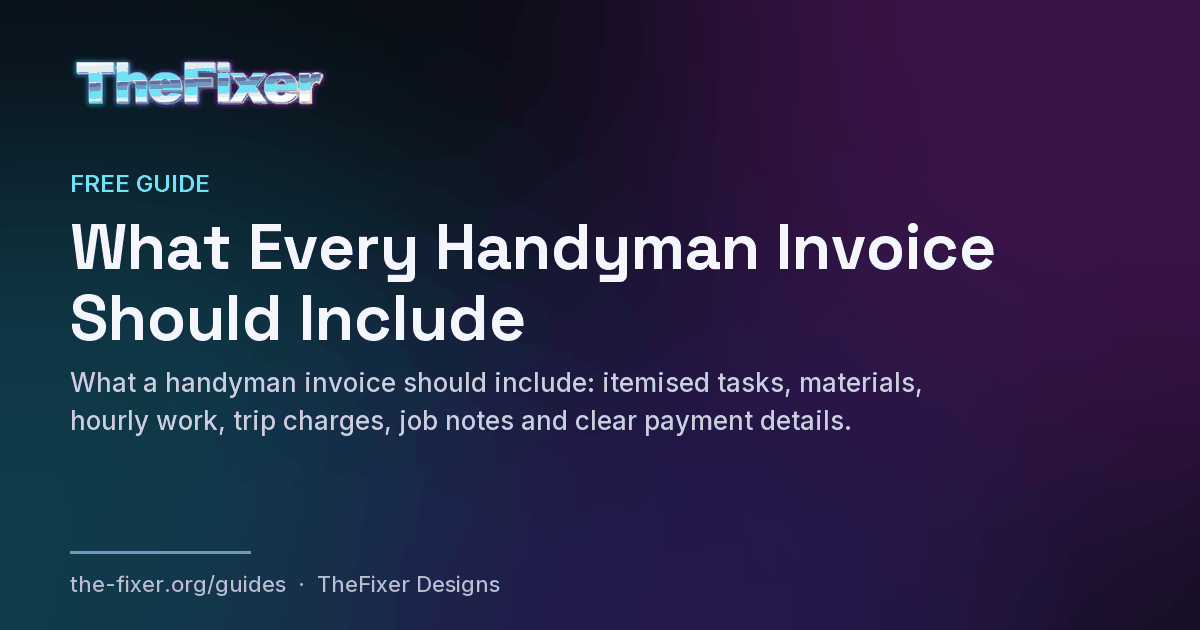 TheFixer
FREE GUIDE
What Every Handyman Invoice
Should Include
What a handyman invoice should include: itemised tasks, materials,
hourly work, trip charges, job notes and clear payment details.
the-fixer.org/guides · TheFixer Designs